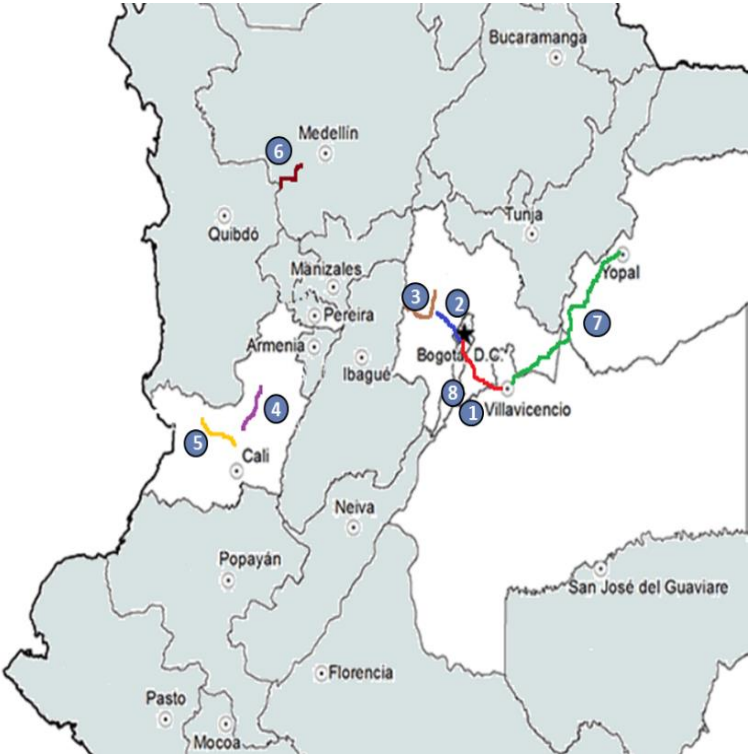 Bucaramanga
Medellín
6
Quibdó
Tunja
Yopal
Manizales
3
2
Pereira
7
Armenia
Bogotá, D.C.
Ibagué
8
1
Villavicencio
4
5
Cali
Neiva
Popayán
San José del Guaviare
Florencia
Pasto
Mocoa